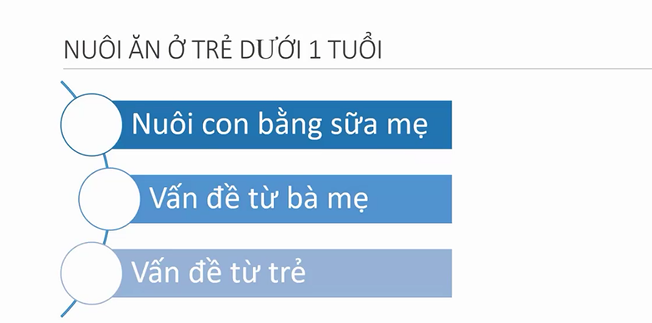 NUÔI ĂN Ở TRẺ DƯỚI 1 TUỔI
Nuôi con bằng sữa mẹ
Vấn đề từ bà mẹ
Vấn đề từ trẻ